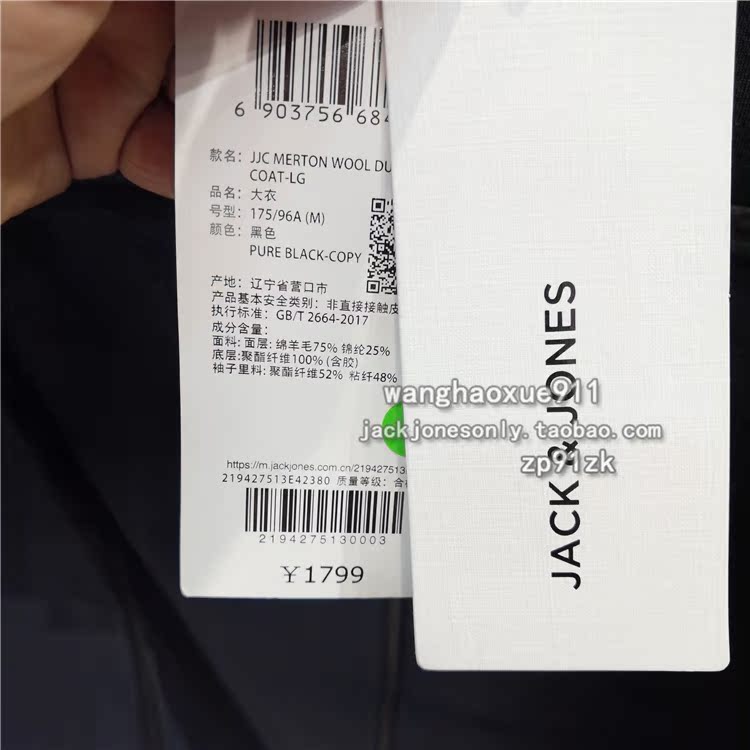 6 903756 684
款名: JJC MERTON WOOL DU
COAT-LG
品名: 大衣
号型: 175/96A (M)
颜色: 黑色
PURE BLACK-COPY
产地: 辽宁省营口市
产品基本安全类别: 非直接接触皮
执行标准: GB/T 2664-2017
成分含量:
面料: 面层: 绵羊毛75% 锦纶25%
底层:聚酯纤维100% (含胶)
袖子里料: 聚酯纤维52% 粘纤48%
https://m.jackjones.com.cn/219427513
219427513E42380 质量等级: 合
2194275130003
￥1799
JACK & JONES
wanghaoxue911
jackjonesonly.taobao.com
zp91zk